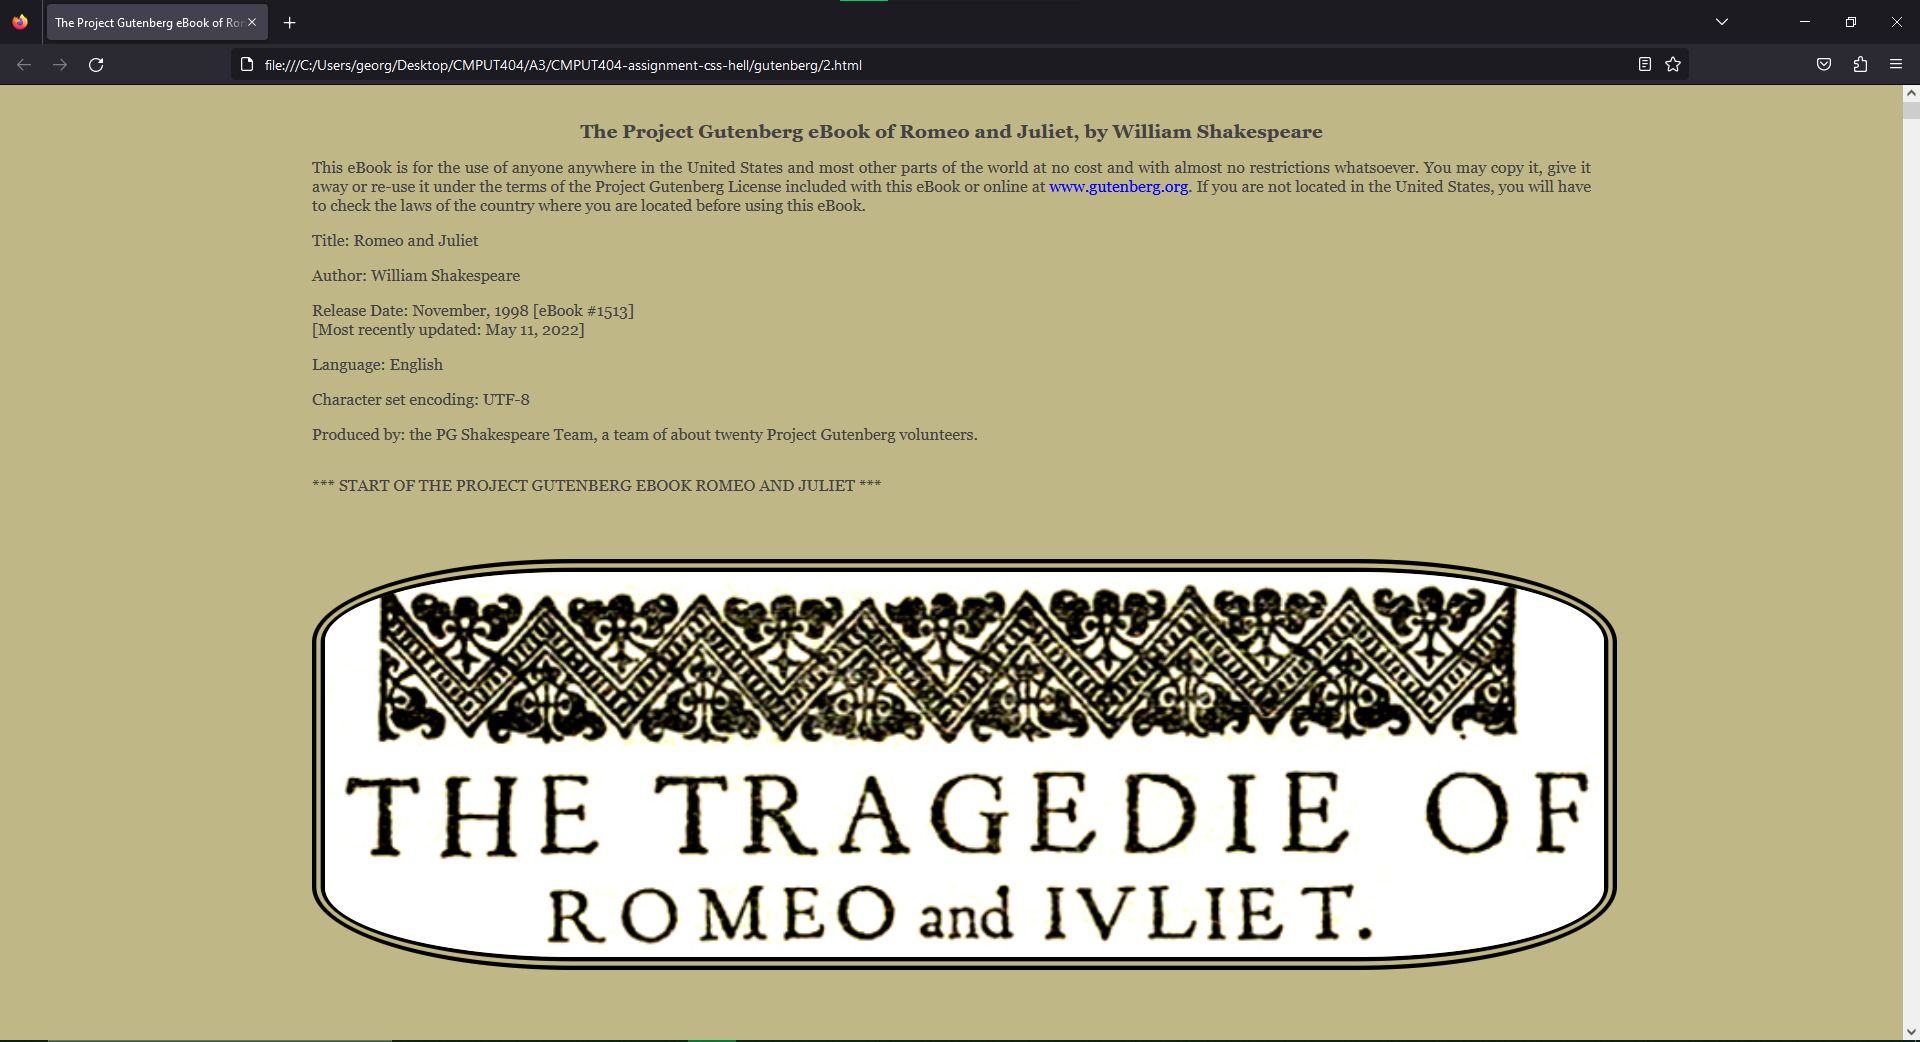 The Project Gutenberg eBook of Ro
file:///C:/Users/georg/Desktop/CMPUT404/A3/CMPUT404-assignment-css-hell/gutenberg/2.html
The Project Gutenberg eBook of Romeo and Juliet, by William Shakespeare
This eBook is for the use of anyone anywhere in the United States and most other parts of the world at no cost and with almost no restrictions whatsoever. You may copy it, give it
away or re-use it under the terms of the Project Gutenberg License included with this eBook or online at www.gutenberg.org. If you are not located in the United States, you will have
to check the laws of the country where you are located before using this eBook.
Title: Romeo and Juliet
Author: William Shakespeare
Release Date: November, 1998 [eBook #1513]
[Most recently updated: May 11, 2022]
Language: English
Character set encoding: UTF-8
Produced by: the PG Shakespeare Team, a team of about twenty Project Gutenberg volunteers.
*** START OF THE PROJECT GUTENBERG EBOOK ROMEO AND JULIET ***
THE TRAGEDIE OF
ROMEO and IVLIET.